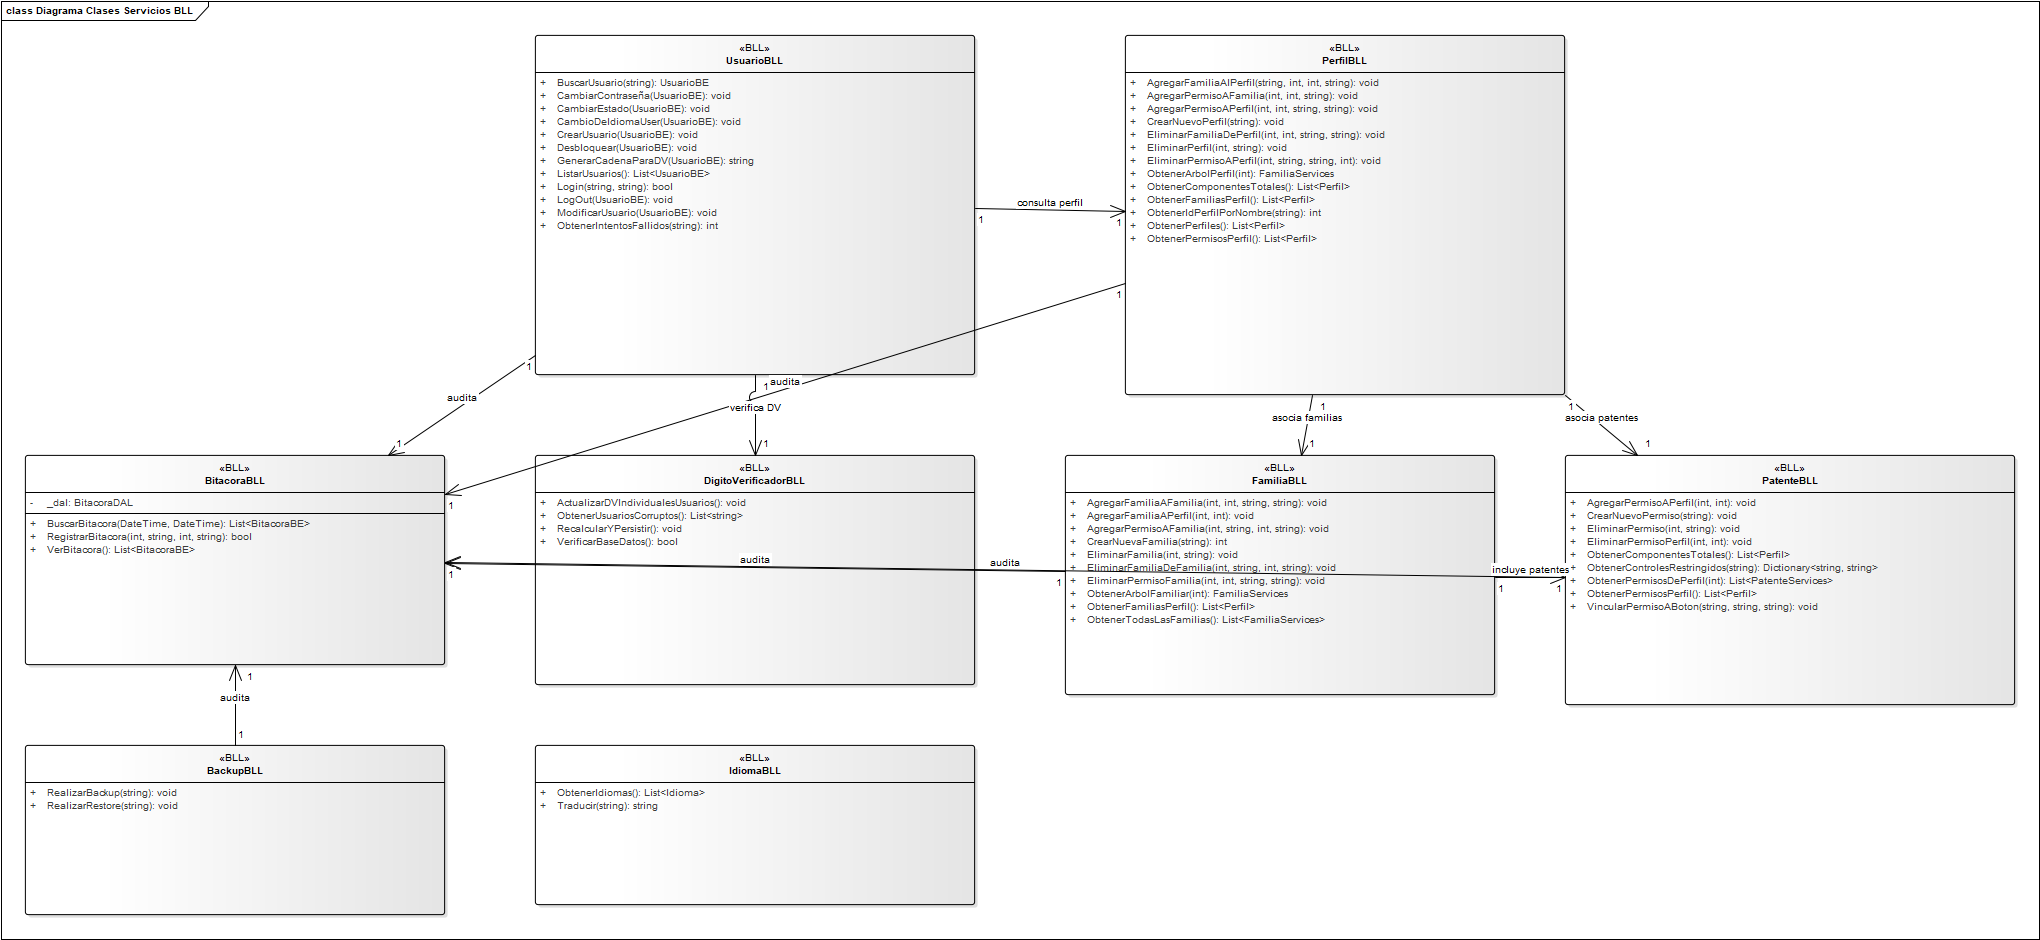 class Diagrama Clases Servicios BLL
«BLL»
UsuarioBLL
+ BuscarUsuario(string): UsuarioBE
+ CambiarContraseña(UsuarioBE): void
+ CambiarEstado(UsuarioBE): void
+ CambioDeIdiomaUser(UsuarioBE): void
+ CrearUsuario(UsuarioBE): void
+ Desbloquear(UsuarioBE): void
+ GenerarCadenaParaDV(UsuarioBE): string
+ ListarUsuarios(): List<UsuarioBE>
+ Login(string, string): bool
+ LogOut(UsuarioBE): void
+ ModificarUsuario(UsuarioBE): void
+ ObtenerIntentosFallidos(string): int
«BLL»
PerfilBLL
+ AgregarFamiliaAlPerfil(string, int, int, string): void
+ AgregarPermisoAFamilia(int, int, string): void
+ AgregarPermisoAPerfil(int, int, string, string): void
+ CrearNuevoPerfil(string): void
+ EliminarFamiliaDePerfil(int, int, string, string): void
+ EliminarPerfil(int, string): void
+ EliminarPermisoAPerfil(int, string, string, int): void
+ ObtenerArbolPerfil(int): FamiliaServices
+ ObtenerComponentesTotales(): List<Perfil>
+ ObtenerFamiliasPerfil(): List<Perfil>
+ ObtenerIdPerfilPorNombre(string): int
+ ObtenerPerfiles(): List<Perfil>
+ ObtenerPermisosPerfil(): List<Perfil>
consulta perfil
1
1
1
1
audita
1
1
audita
verifica DV
1
1
asocia familias
1
1
asocia patentes
1
1
«BLL»
BitacoraBLL
- _dal: BitacoraDAL
+ BuscarBitacora(DateTime, DateTime): List<BitacoraBE>
+ RegistrarBitacora(int, string, int, string): bool
+ VerBitacora(): List<BitacoraBE>
1
1
«BLL»
DigitoVerificadorBLL
+ ActualizarDVIndividualesUsuarios(): void
+ ObtenerUsuariosCorruptos(): List<string>
+ RecalcularYPersistir(): void
+ VerificarBaseDatos(): bool
audita
audita
1
«BLL»
FamiliaBLL
+ AgregarFamiliaAFamilia(int, int, string, string): void
+ AgregarFamiliaAPerfil(int, int): void
+ AgregarPermisoAFamilia(int, string, int, string): void
+ CrearNuevaFamilia(string): int
+ EliminarFamilia(int, string): void
+ EliminarFamiliaDeFamilia(int, string, int, string): void
+ EliminarPermisoFamilia(int, int, string, string): void
+ ObtenerArbolFamiliar(int): FamiliaServices
+ ObtenerFamiliasPerfil(): List<Perfil>
+ ObtenerTodasLasFamilias(): List<FamiliaServices>
incluye patentes
1
1
«BLL»
PatenteBLL
+ AgregarPermisoAPerfil(int, int): void
+ CrearNuevoPermiso(string): void
+ EliminarPermiso(int, string): void
+ EliminarPermisoPerfil(int, int): void
+ ObtenerComponentesTotales(): List<Perfil>
+ ObtenerControlesRestringidos(string): Dictionary<string, string>
+ ObtenerPermisosDePerfil(int): List<PatenteServices>
+ ObtenerPermisosPerfil(): List<Perfil>
+ VincularPermisoABoton(string, string, string): void
1
audita
1
«BLL»
BackupBLL
+ RealizarBackup(string): void
+ RealizarRestore(string): void
«BLL»
IdiomaBLL
+ ObtenerIdiomas(): List<Idioma>
+ Traducir(string): string